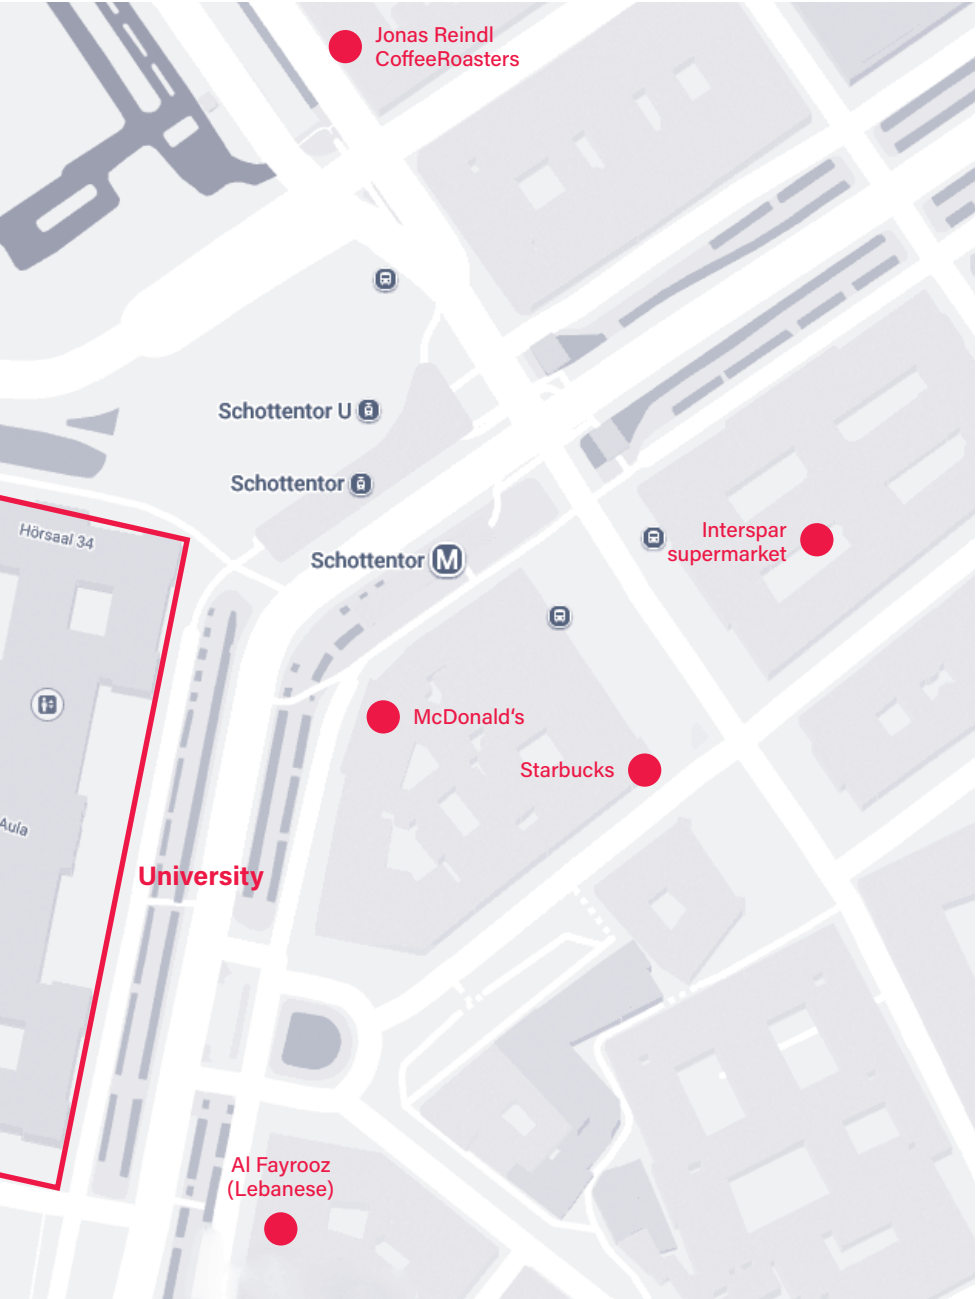 Jonas Reindl
CoffeeRoasters
Schottentor U
Schottentor
Schottentor M
Hörsaal 34
Interspar
supermarket
McDonald‘s
Starbucks
Aula
University
Al Fayrooz
(Lebanese)